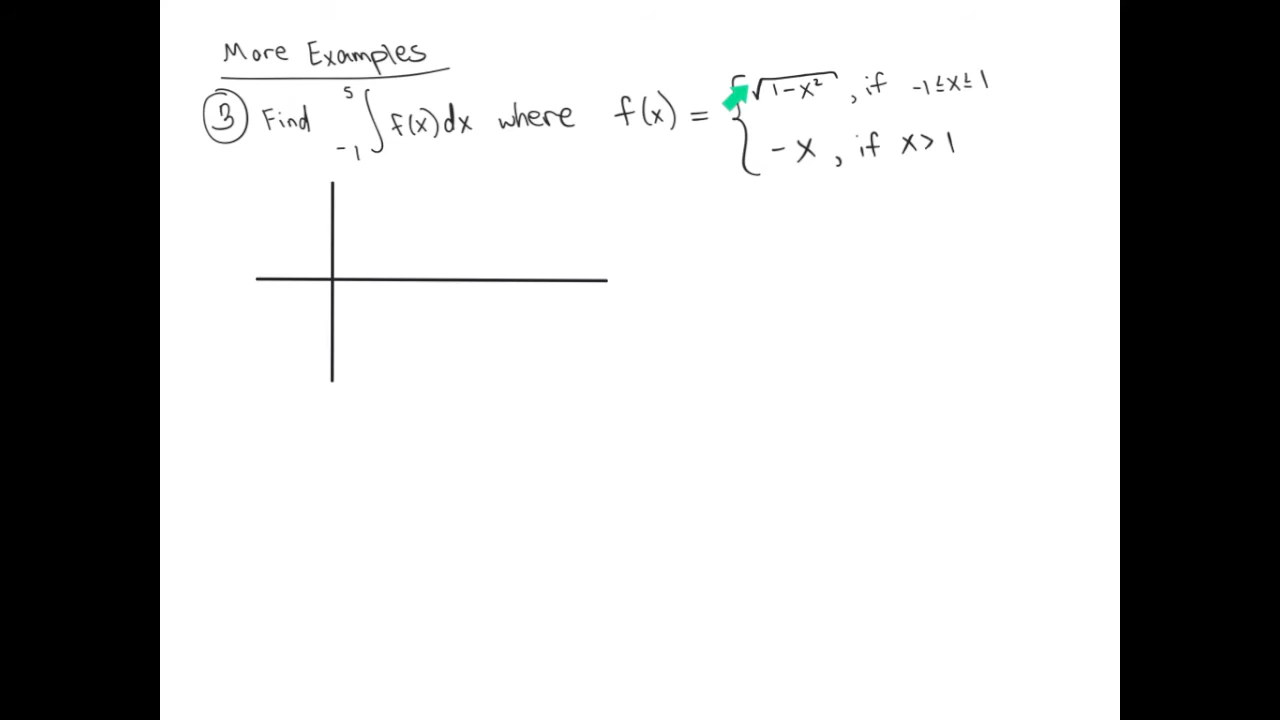 More Examples
③ Find ∫₋₁⁵ f(x)dx where f(x) = { √(1-x²) , if -1≤x≤1
-x , if x>1